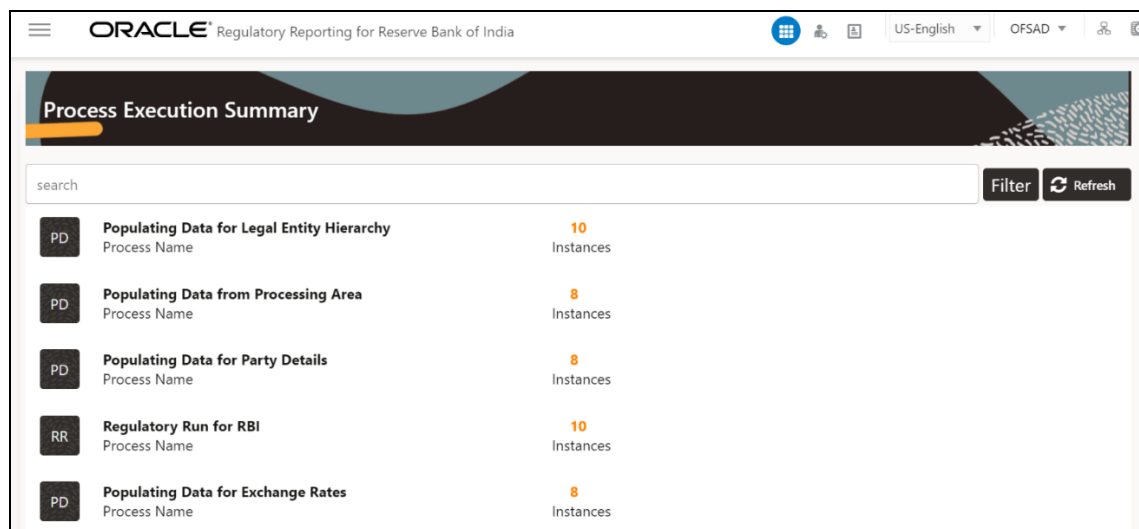 ORACLE® Regulatory Reporting for Reserve Bank of India US-English OFSAD
Process Execution Summary
search Filter Refresh
PD Populating Data for Legal Entity Hierarchy 10
Process Name Instances
PD Populating Data from Processing Area 8
Process Name Instances
PD Populating Data for Party Details 8
Process Name Instances
RR Regulatory Run for RBI 10
Process Name Instances
PD Populating Data for Exchange Rates 8
Process Name Instances